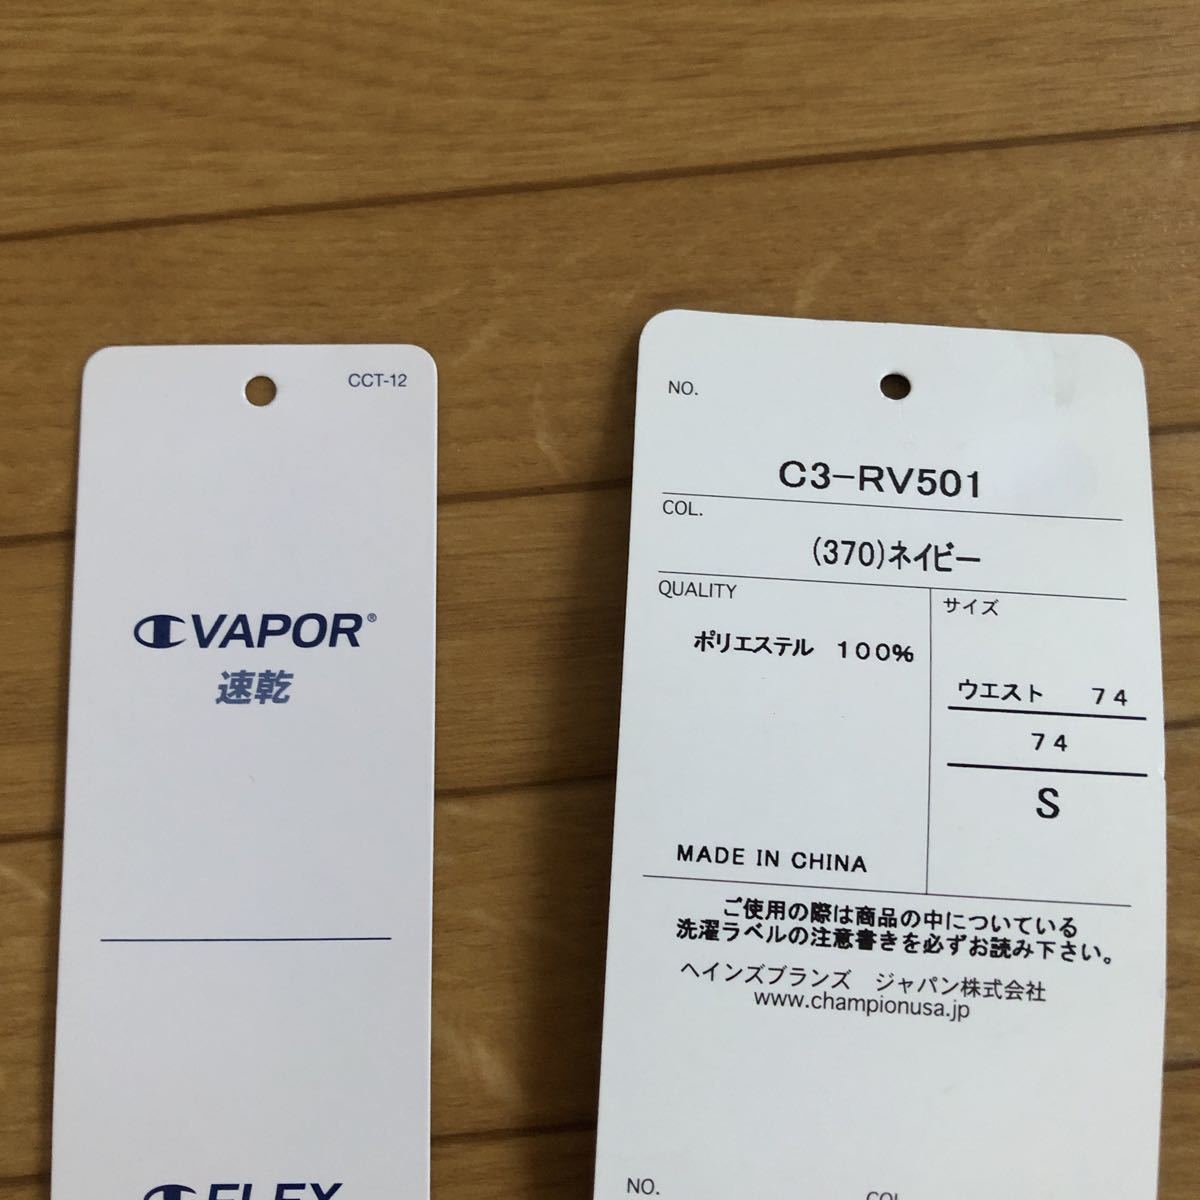 CCT-12
VAPOR®
速乾
FLEX
NO.
C3-RV501
COL.
(370)ネイビー
QUALITY
サイズ
ポリエステル 100%
ウエスト 74
74
S
MADE IN CHINA
ご使用の際は商品の中についている
洗濯ラベルの注意書きを必ずお読み下さい。
ヘインズブランズ ジャパン株式会社
www.championusa.jp
NO.
COL.